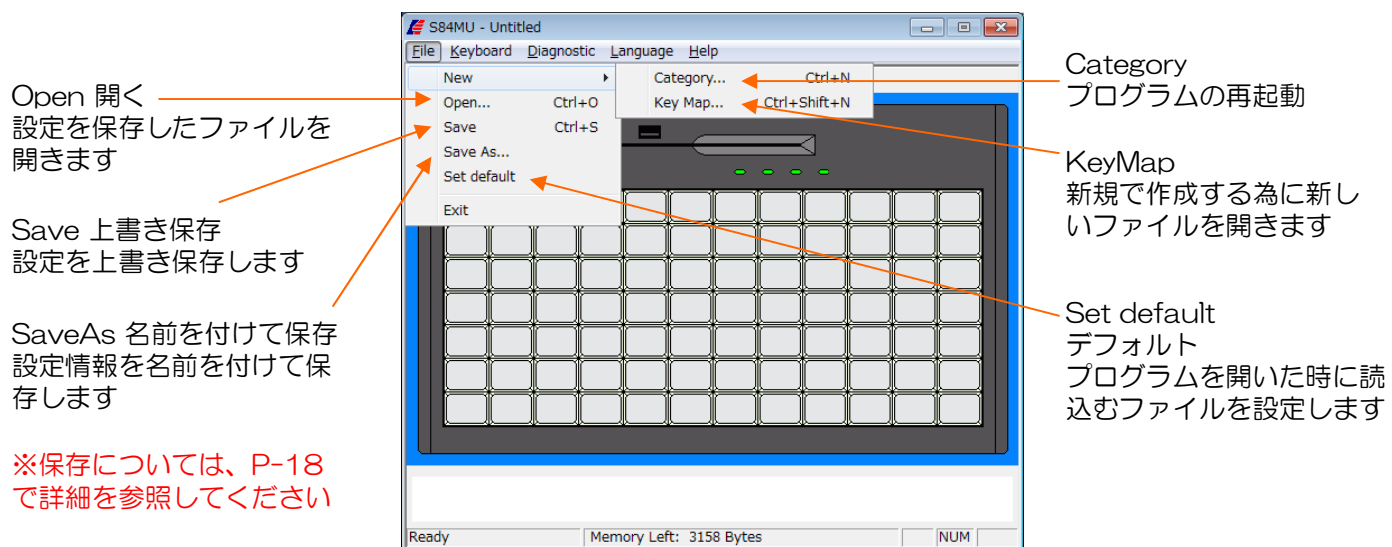 S84MU - Untitled
File Keyboard Diagnostic Language Help
New
Open... Ctrl+O
Save Ctrl+S
Save As...
Set default
Exit
Category... Ctrl+N
Key Map... Ctrl+Shift+N
Open 開く
設定を保存したファイルを
開きます
Save 上書き保存
設定を上書き保存します
SaveAs 名前を付けて保存
設定情報を名前を付けて保
存します
※保存については、P-18
で詳細を参照してください
Category
プログラムの再起動
KeyMap
新規で作成する為に新し
いファイルを開きます
Set default
デフォルト
プログラムを開いた時に読
込むファイルを設定します
Ready Memory Left: 3158 Bytes NUM